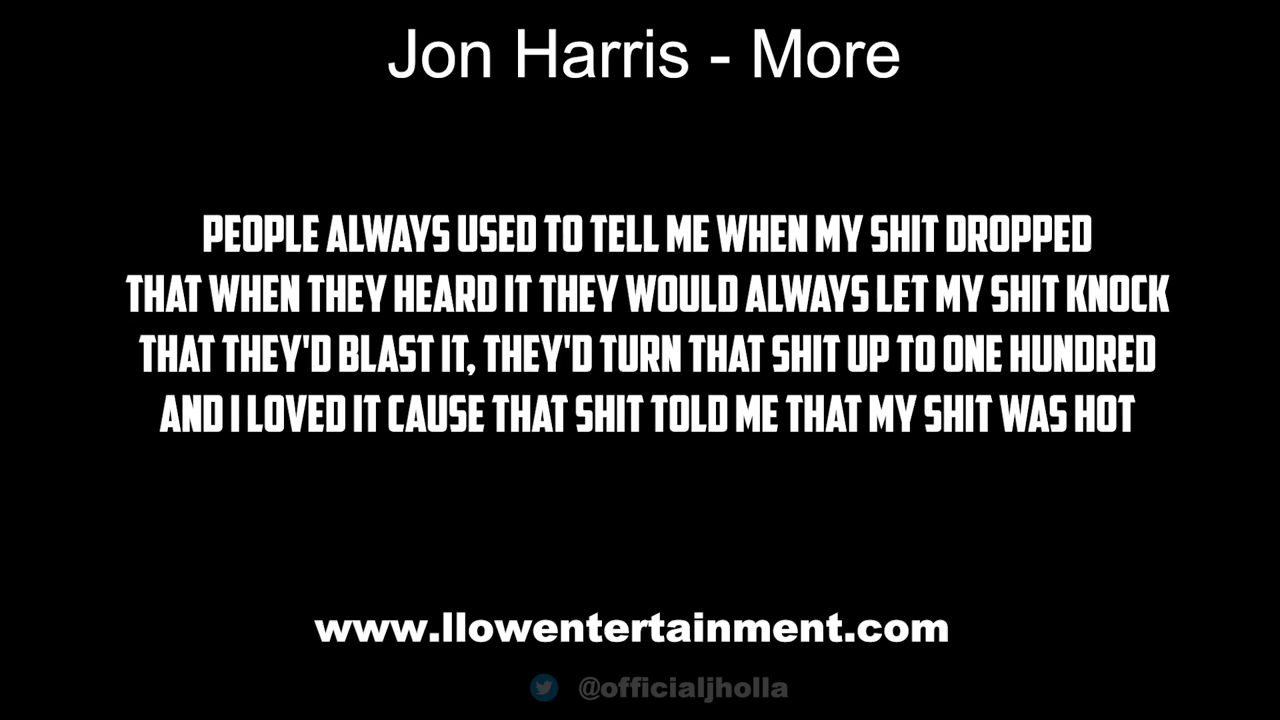 Jon Harris - More
PEOPLE ALWAYS USED TO TELL ME WHEN MY SHIT DROPPED
THAT WHEN THEY HEARD IT THEY WOULD ALWAYS LET MY SHIT KNOCK
THAT THEY'D BLAST IT, THEY'D TURN THAT SHIT UP TO ONE HUNDRED
AND I LOVED IT CAUSE THAT SHIT TOLD ME THAT MY SHIT WAS HOT
www.llowentertainment.com
@officialjholla